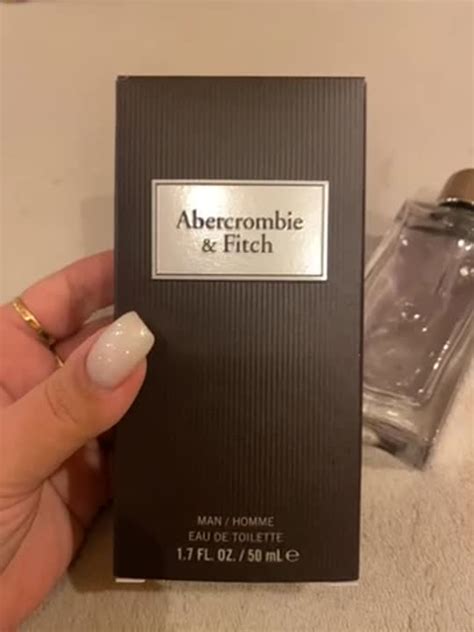 Abercrombie
& Fitch
MAN / HOMME
EAU DE TOILETTE
1.7 FL. OZ. / 50 mL ℮